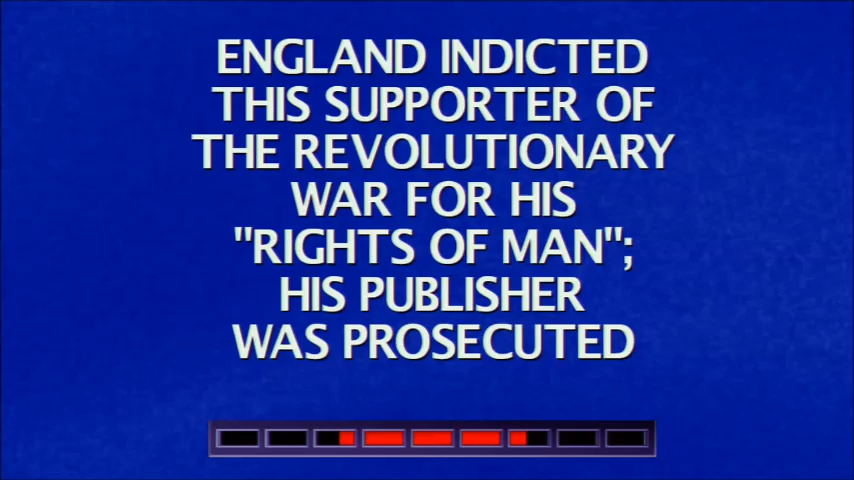 ENGLAND INDICTED
THIS SUPPORTER OF
THE REVOLUTIONARY
WAR FOR HIS
"RIGHTS OF MAN";
HIS PUBLISHER
WAS PROSECUTED